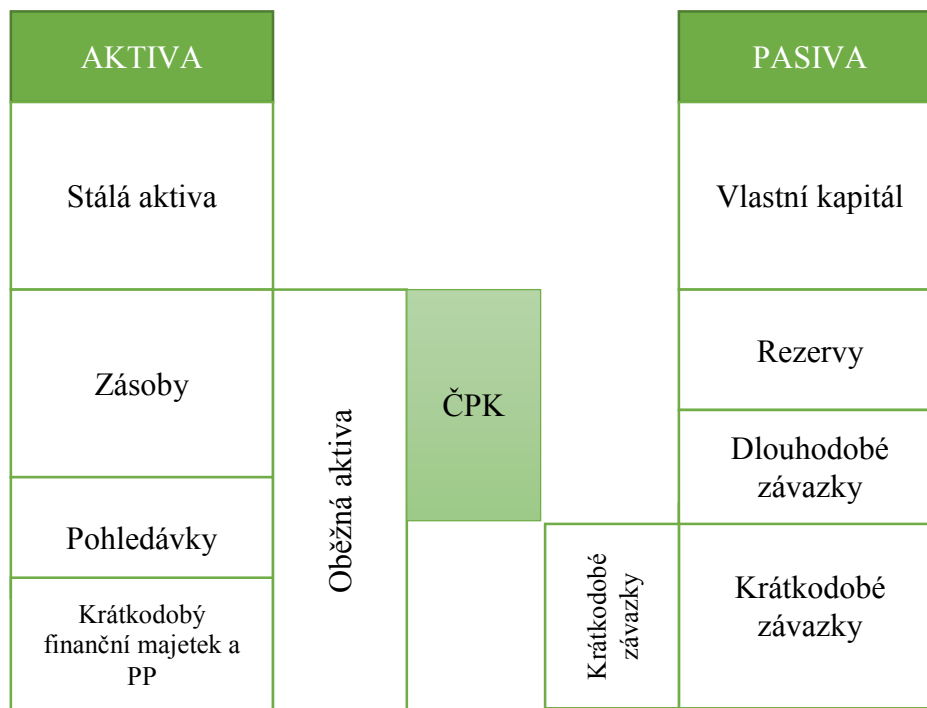 AKTIVA
PASIVA
Stálá aktiva
Vlastní kapitál
Zásoby
Oběžná aktiva
ČPK
Rezervy
Dlouhodobé
závazky
Pohledávky
Krátkodobý
finanční majetek a
PP
Krátkodobé
závazky
Krátkodobé
závazky